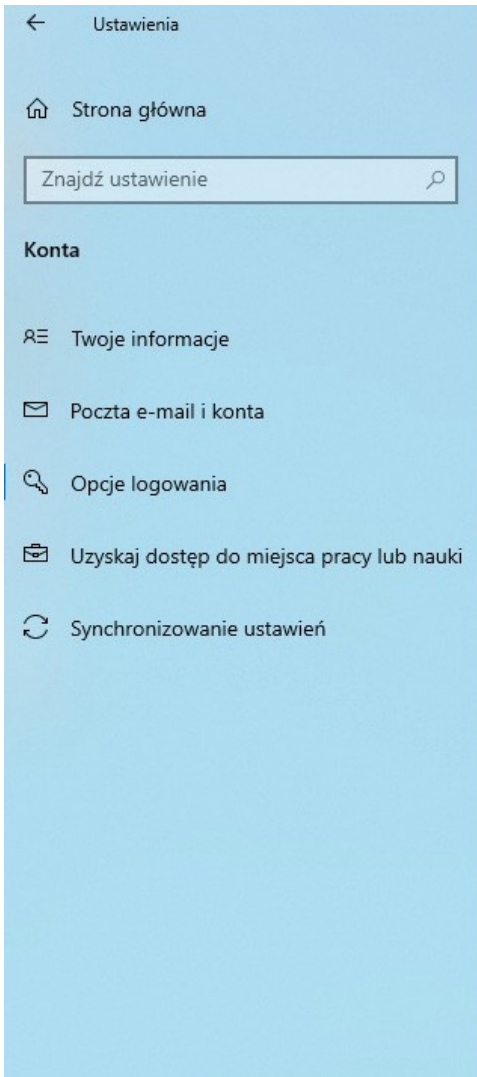 Ustawienia
Strona główna
Znajdź ustawienie
Konta
Twoje informacje
Poczta e-mail i konta
Opcje logowania
Uzyskaj dostęp do miejsca pracy lub nauki
Synchronizowanie ustawień